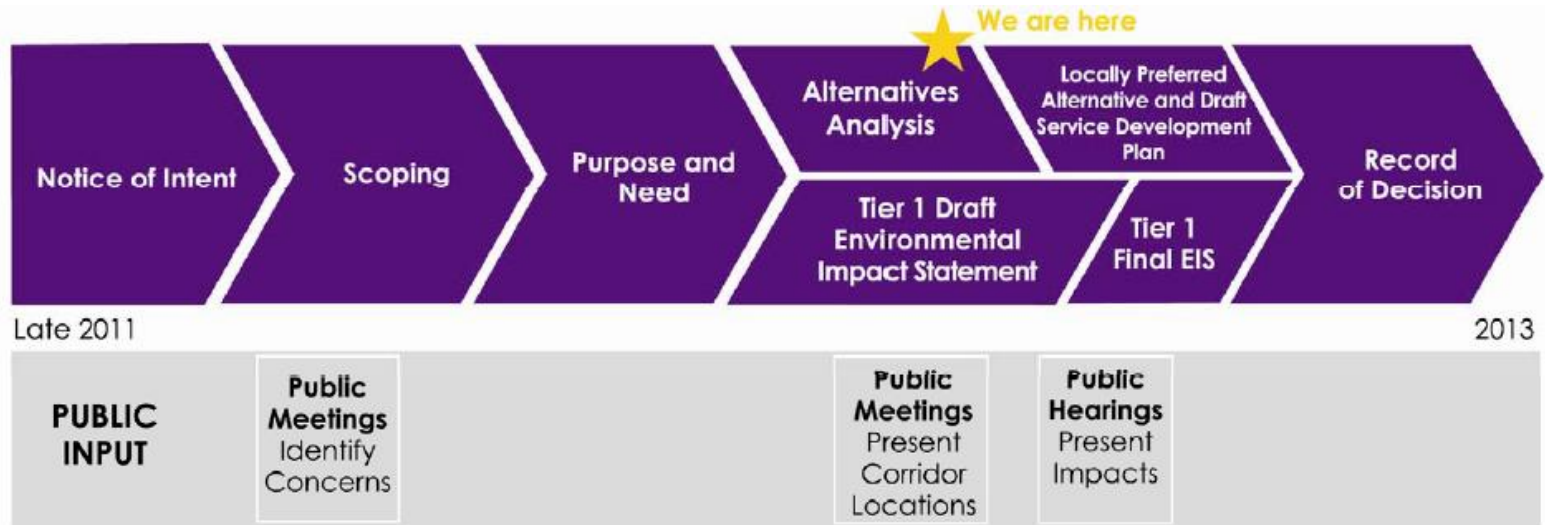 We are here
Notice of Intent
Scoping
Purpose and
Need
Alternatives
Analysis
Locally Preferred
Alternative and Draft
Service Development
Plan
Tier 1 Draft
Environmental
Impact Statement
Tier 1
Final EIS
Record
of Decision
Late 2011
2013
PUBLIC
INPUT
Public
Meetings
Identify
Concerns
Public
Meetings
Present
Corridor
Locations
Public
Hearings
Present
Impacts